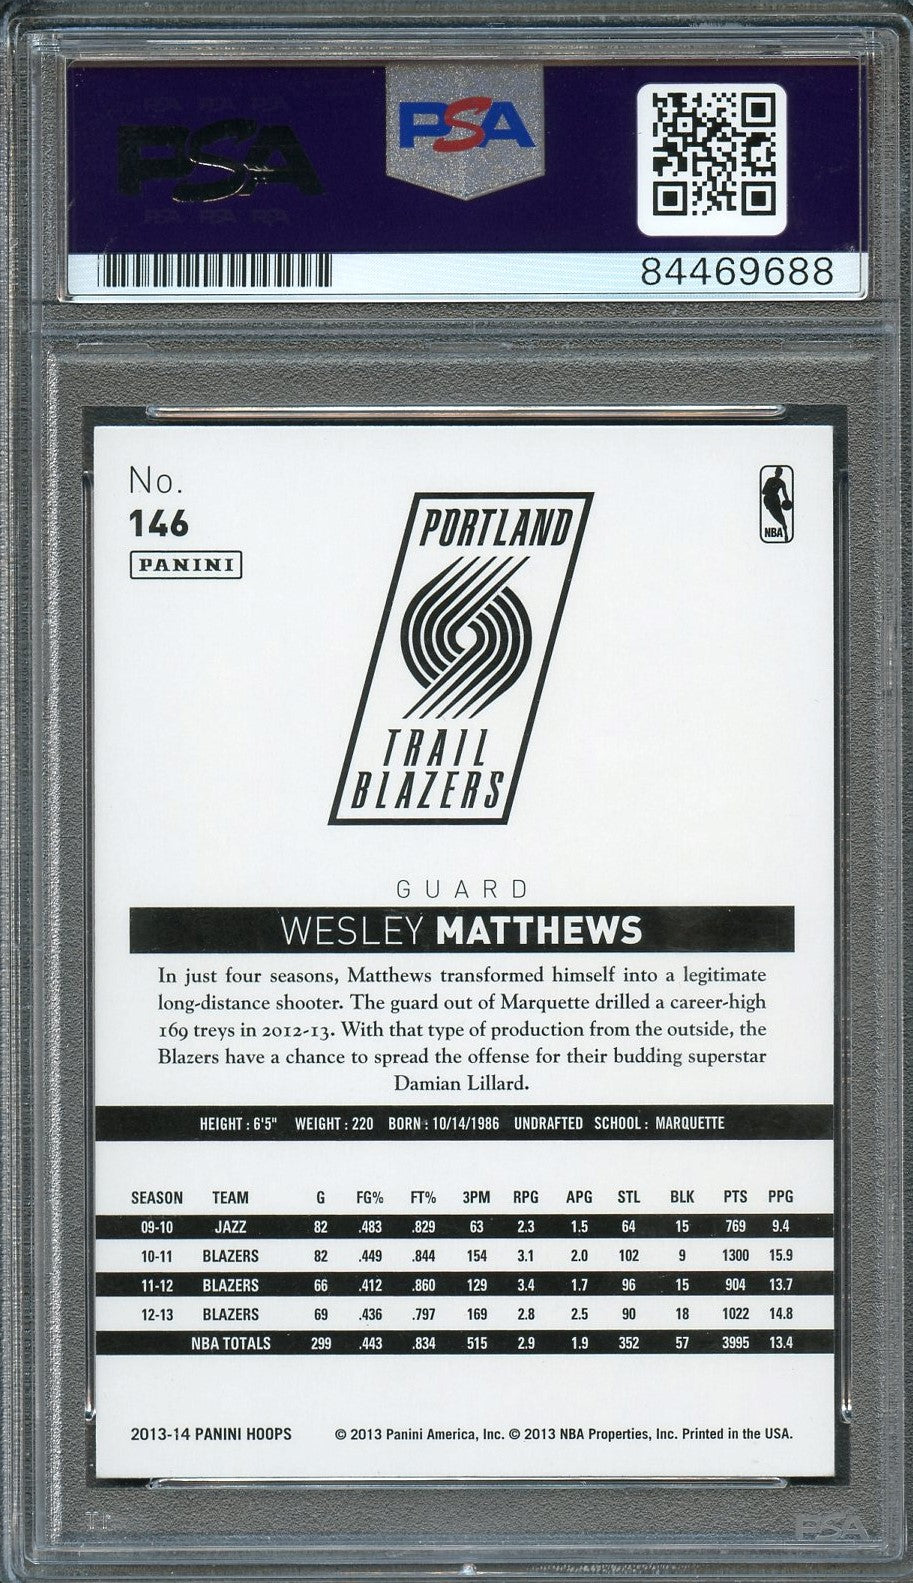 PSA PSA PSA
PSA
PSA PSA PSA
PSA
84469688
No.
146
PANINI
NBA
PORTLAND
TRAIL
BLAZERS
GUARD
WESLEY MATTHEWS
In just four seasons, Matthews transformed himself into a legitimate
long-distance shooter. The guard out of Marquette drilled a career-high
169 treys in 2012-13. With that type of production from the outside, the
Blazers have a chance to spread the offense for their budding superstar
Damian Lillard.
HEIGHT : 6'5" WEIGHT : 220 BORN : 10/14/1986 UNDRAFTED SCHOOL : MARQUETTE
SEASON TEAM G FG% FT% 3PM RPG APG STL BLK PTS PPG
09-10 JAZZ 82 .483 .829 63 2.3 1.5 64 15 769 9.4
10-11 BLAZERS 82 .449 .844 154 3.1 2.0 102 9 1300 15.9
11-12 BLAZERS 66 .412 .860 129 3.4 1.7 96 15 904 13.7
12-13 BLAZERS 69 .436 .797 169 2.8 2.5 90 18 1022 14.8
NBA TOTALS 299 .443 .834 515 2.9 1.9 352 57 3995 13.4
2013-14 PANINI HOOPS © 2013 Panini America, Inc. © 2013 NBA Properties, Inc. Printed in the USA.
PSA